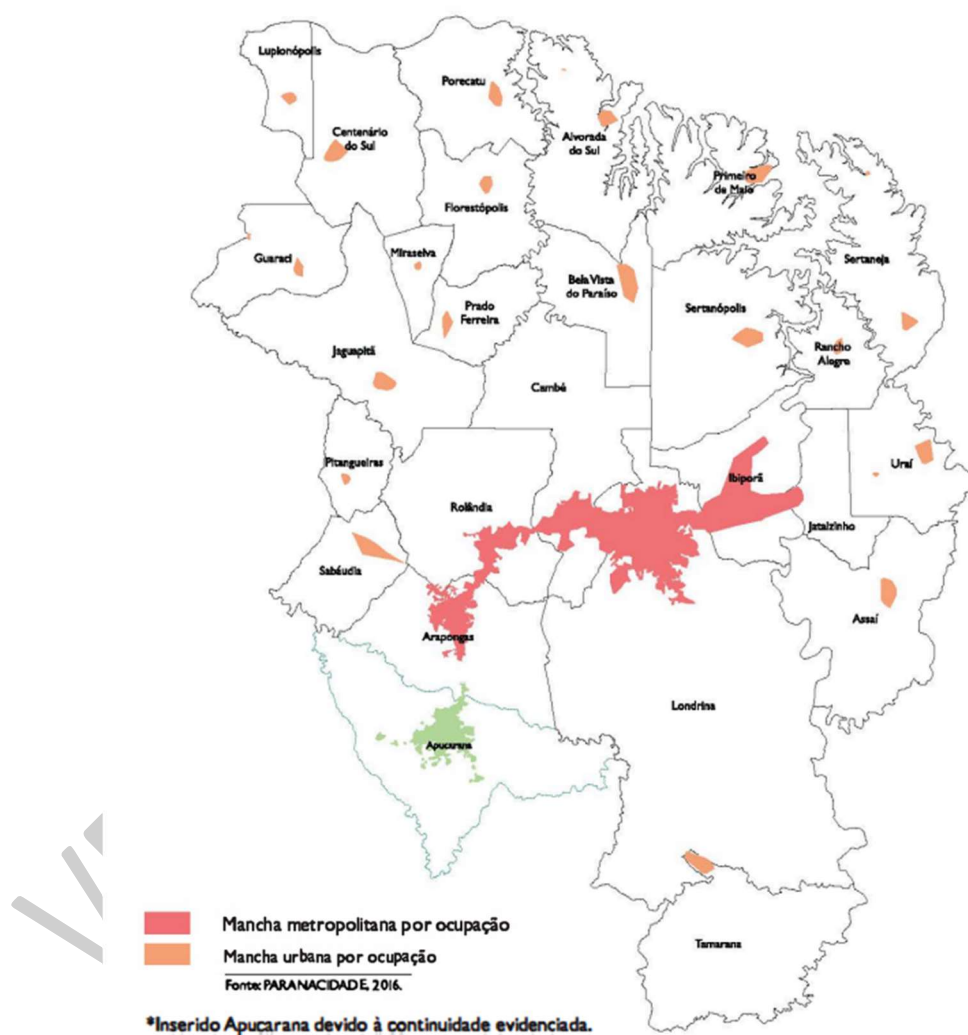 Lupionópolis
Porecatu
Centenário
do Sul
Alvorada
do Sul
Primeiro
de Maio
Florestópolis
Guaraci
Miraselva
Sertaneja
Bela Vista
do Paraíso
Prado
Ferreira
Sertanópolis
Rancho
Alegre
Jaguapitã
Cambé
Pitangueiras
Uraí
Ibiporã
Rolândia
Jataizinho
Sabáudia
Assaí
Arapongas
Londrina
Apucarana
Tamarana
Mancha metropolitana por ocupação
Mancha urbana por ocupação
Fonte: PARANACIDADE, 2016.
*Inserido Apucarana devido à continuidade evidenciada.